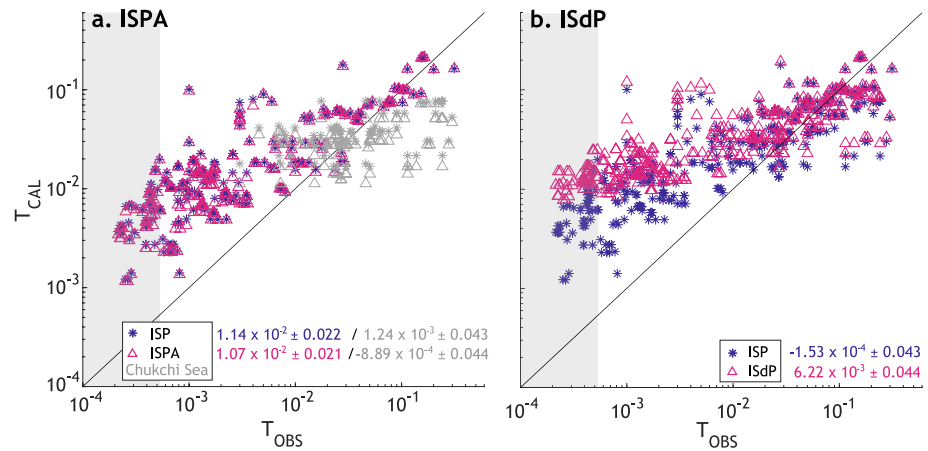 a. ISPA
b. ISdP
T_CAL
10⁻¹
10⁻²
10⁻³
10⁻⁴
ISP 1.14 x 10⁻² ± 0.022 / 1.24 x 10⁻³ ± 0.043
ISPA 1.07 x 10⁻² ± 0.021 /-8.89 x 10⁻⁴ ± 0.044
Chukchi Sea
ISP -1.53 x 10⁻⁴ ± 0.043
ISdP 6.22 x 10⁻³ ± 0.044
10⁻⁴ 10⁻³ 10⁻² 10⁻¹
T_OBS
10⁻⁴ 10⁻³ 10⁻² 10⁻¹
T_OBS